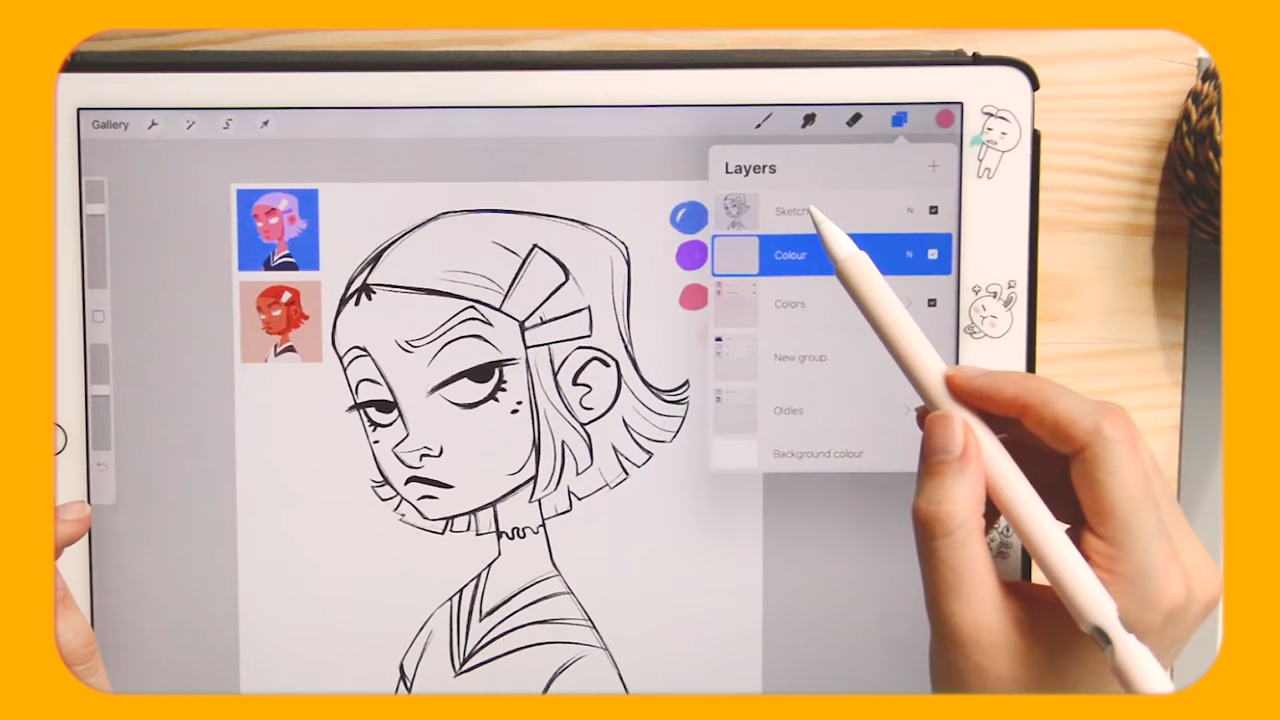 Gallery
Layers
Sketch
N
Colour
N
Colors
New group
Oldies
Background colour